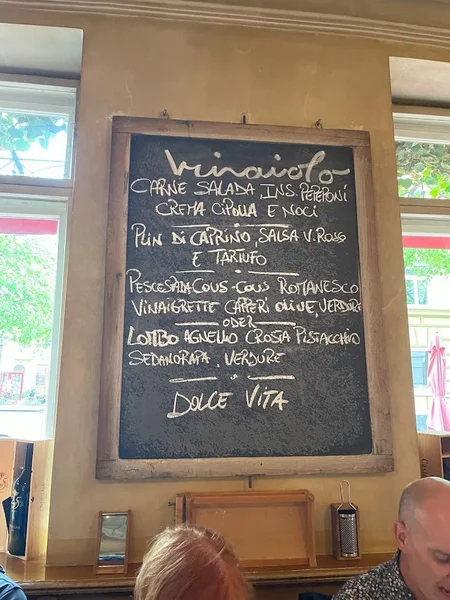 Vinaiolo
CARNE SALADA INS. PEPERONI
CREMA CIPOLLA E NOCI
PLIN DI CAPRINO, SALSA V. ROSSO
E TARTUFO
PESCESPADA COUS-COUS ROMANESCO
VINAIGRETTE CAPPERI OLIVE, VERDURE
ODER
LOMBO AGNELLO CROSTA PISTACCHIO
SEDANORAPA, VERDURE
DOLCE VITA